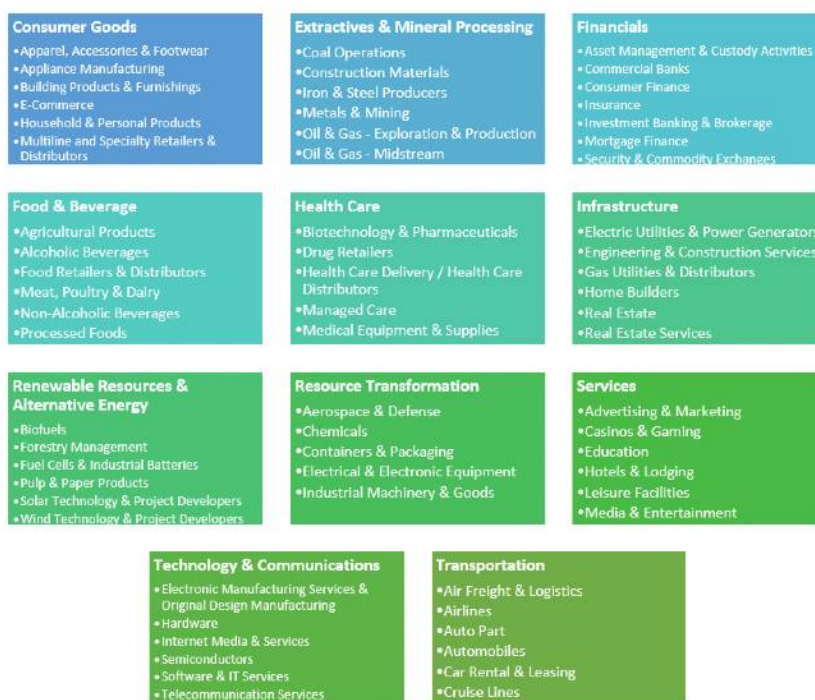 Consumer Goods
•Apparel, Accessories & Footwear
•Appliance Manufacturing
•Building Products & Furnishings
•E-Commerce
•Household & Personal Products
•Multiline and Specialty Retailers &
Distributors
Extractives & Mineral Processing
•Coal Operations
•Construction Materials
•Iron & Steel Producers
•Metals & Mining
•Oil & Gas - Exploration & Production
•Oil & Gas - Midstream
Financials
•Asset Management & Custody Activities
•Commercial Banks
•Consumer Finance
•Insurance
•Investment Banking & Brokerage
•Mortgage Finance
•Security & Commodity Exchanges
Food & Beverage
•Agricultural Products
•Alcoholic Beverages
•Food Retailers & Distributors
•Meat, Poultry & Dairy
•Non-Alcoholic Beverages
•Processed Foods
Health Care
•Biotechnology & Pharmaceuticals
•Drug Retailers
•Health Care Delivery / Health Care
Distributors
•Managed Care
•Medical Equipment & Supplies
Infrastructure
•Electric Utilities & Power Generators
•Engineering & Construction Services
•Gas Utilities & Distributors
•Home Builders
•Real Estate
•Real Estate Services
Renewable Resources &
Alternative Energy
•Biofuels
•Forestry Management
•Fuel Cells & Industrial Batteries
•Pulp & Paper Products
•Solar Technology & Project Developers
•Wind Technology & Project Developers
Resource Transformation
•Aerospace & Defense
•Chemicals
•Containers & Packaging
•Electrical & Electronic Equipment
•Industrial Machinery & Goods
Services
•Advertising & Marketing
•Casinos & Gaming
•Education
•Hotels & Lodging
•Leisure Facilities
•Media & Entertainment
Technology & Communications
•Electronic Manufacturing Services &
Original Design Manufacturing
•Hardware
•Internet Media & Services
•Semiconductors
•Software & IT Services
•Telecommunication Services
Transportation
•Air Freight & Logistics
•Airlines
•Auto Part
•Automobiles
•Car Rental & Leasing
•Cruise Lines